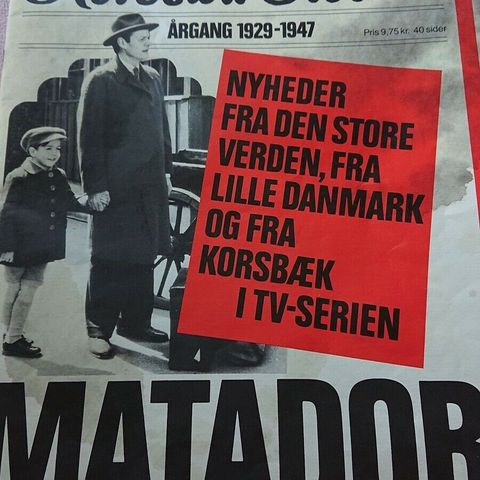 ÅRGANG 1929-1947
Pris 9,75 kr. 40 sider
NYHEDER
FRA DEN STORE
VERDEN, FRA
LILLE DANMARK
OG FRA
KORSBÆK
I TV-SERIEN
MATADOR